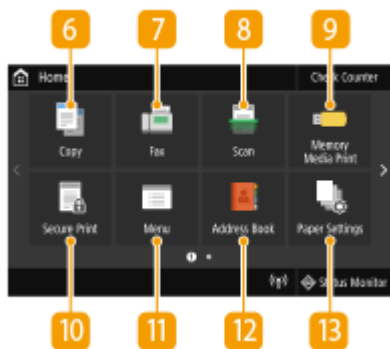 6 7 8 9
Home Check Counter
Copy Fax Scan Memory Media Print
Secure Print Menu Address Book Paper Settings
Status Monitor
10 11 12 13